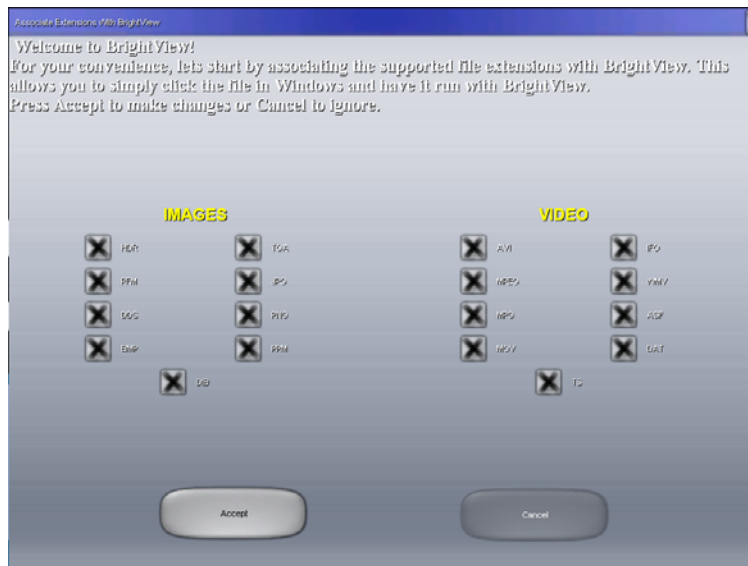 Associate Extensions With BrightView
Welcome to BrightView!
For your convenience, lets start by associating the supported file extensions with BrightView. This
allows you to simply click the file in Windows and have it run with BrightView.
Press Accept to make changes or Cancel to ignore.
IMAGES VIDEO
HDR TGA AVI IFO
PFM JPG MPEG WMV
DDS PNG MPG ASF
BMP PPM MOV DAT
DIB TS
Accept Cancel